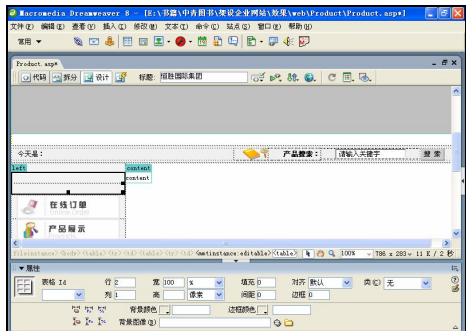 Macromedia Dreamweaver 8 - [E:\书籍\中青图书\架设企业网站\效果\web\Product\Product.asp*]
文件(F) 编辑(E) 查看(V) 插入(I) 修改(M) 文本(T) 命令(C) 站点(S) 窗口(W) 帮助(H)
常用
Product.asp*
代码 拆分 设计 标题: 恒胜国际集团
今天是: 产品搜索: 请输入关键字 搜 索
left content
content
在线订单
Online Order
产品展示
<mmtinstance:editable> <table> 100% 786 x 283 11 K / 2 秒
属性
表格 Id 行 2 宽 100 % 填充 0 对齐 默认 类(C) 无
列 1 高 像素 间距 0 边框 0
背景颜色 边框颜色
背景图像(B)